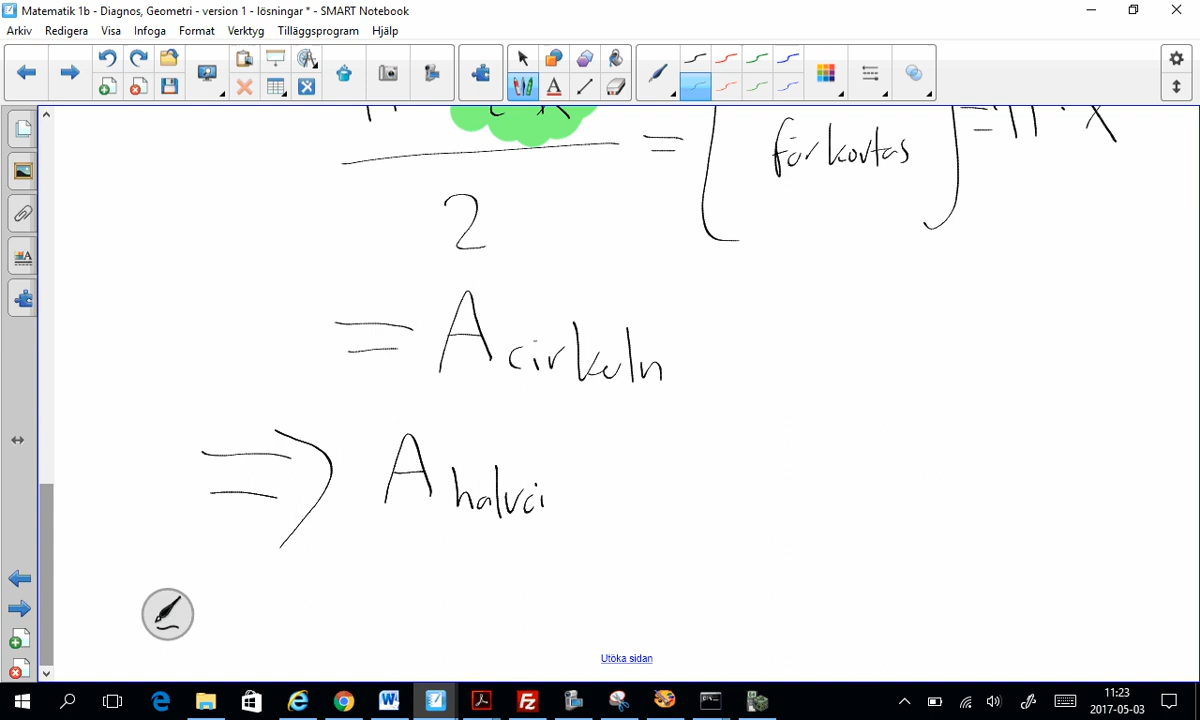 Matematik 1b - Diagnos, Geometri - version 1 - lösningar * - SMART Notebook
Arkiv Redigera Visa Infoga Format Verktyg Tilläggsprogram Hjälp
= förkortas = π · x
2
= A cirkeln
⇒ A halvci
Utöka sidan
11:23
2017-05-03